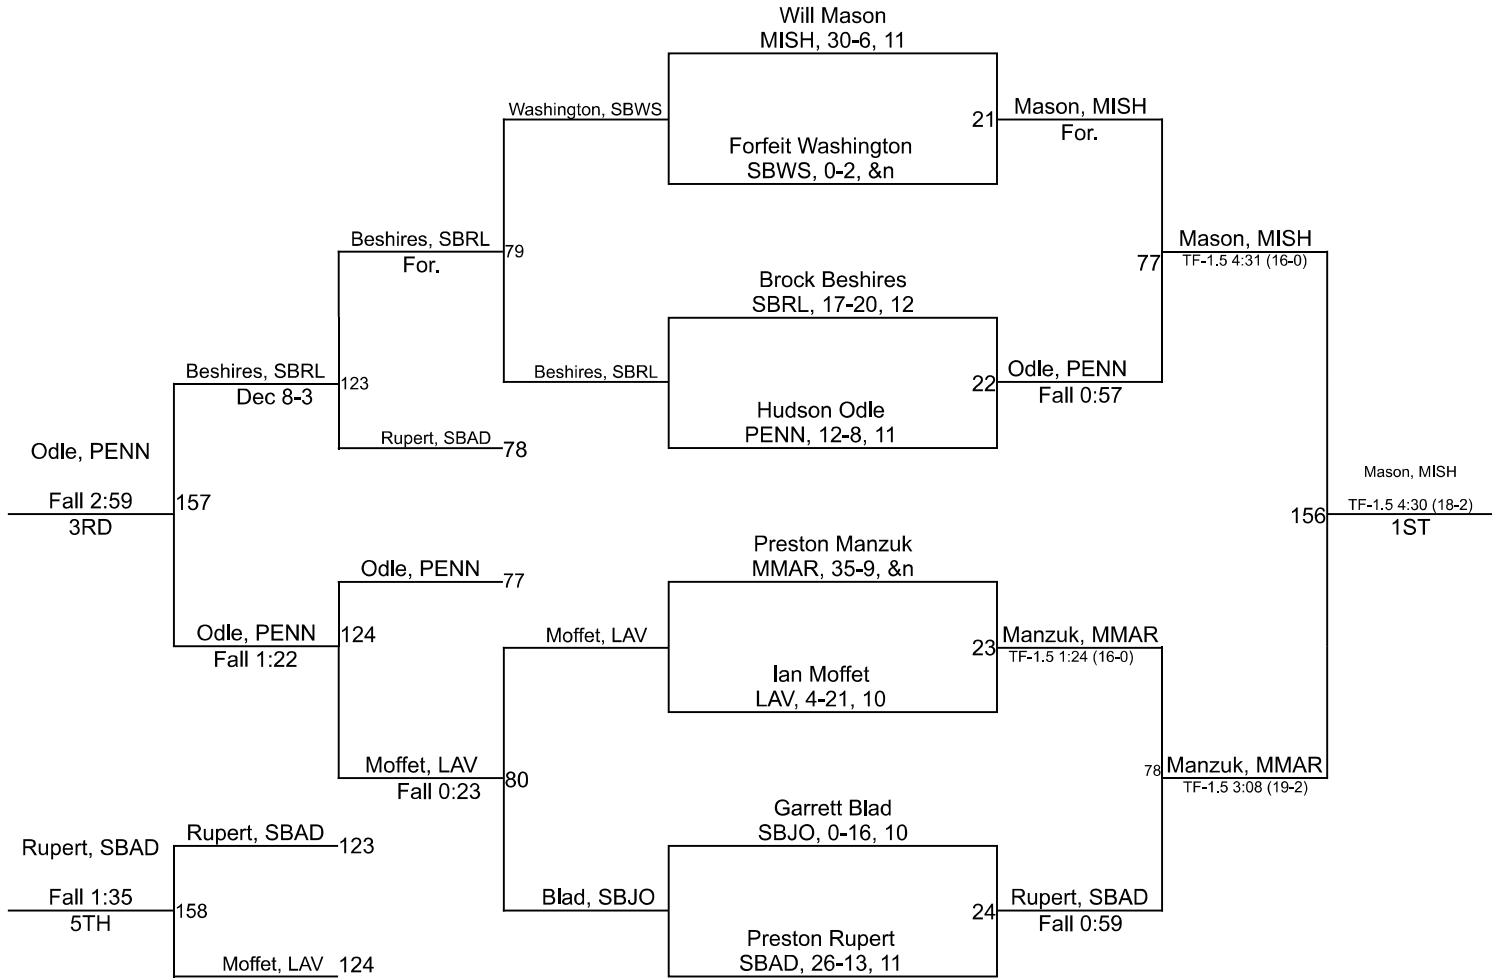 Will Mason
MISH, 30-6, 11
Washington, SBWS
21
Mason, MISH
For.
Forfeit Washington
SBWS, 0-2, &n
Beshires, SBRL
For.
79
77
Mason, MISH
TF-1.5 4:31 (16-0)
Brock Beshires
SBRL, 17-20, 12
Beshires, SBRL
Dec 8-3
123
Beshires, SBRL
22
Odle, PENN
Fall 0:57
Hudson Odle
PENN, 12-8, 11
Rupert, SBAD
78
Odle, PENN
Fall 2:59
3RD
157
156
Mason, MISH
TF-1.5 4:30 (18-2)
1ST
Preston Manzuk
MMAR, 35-9, &n
Odle, PENN
77
Odle, PENN
Fall 1:22
124
Moffet, LAV
23
Manzuk, MMAR
TF-1.5 1:24 (16-0)
Ian Moffet
LAV, 4-21, 10
Moffet, LAV
Fall 0:23
80
78
Manzuk, MMAR
TF-1.5 3:08 (19-2)
Garrett Blad
SBJO, 0-16, 10
Rupert, SBAD
Fall 1:35
5TH
Rupert, SBAD
123
158
Blad, SBJO
24
Rupert, SBAD
Fall 0:59
Preston Rupert
SBAD, 26-13, 11
Moffet, LAV
124